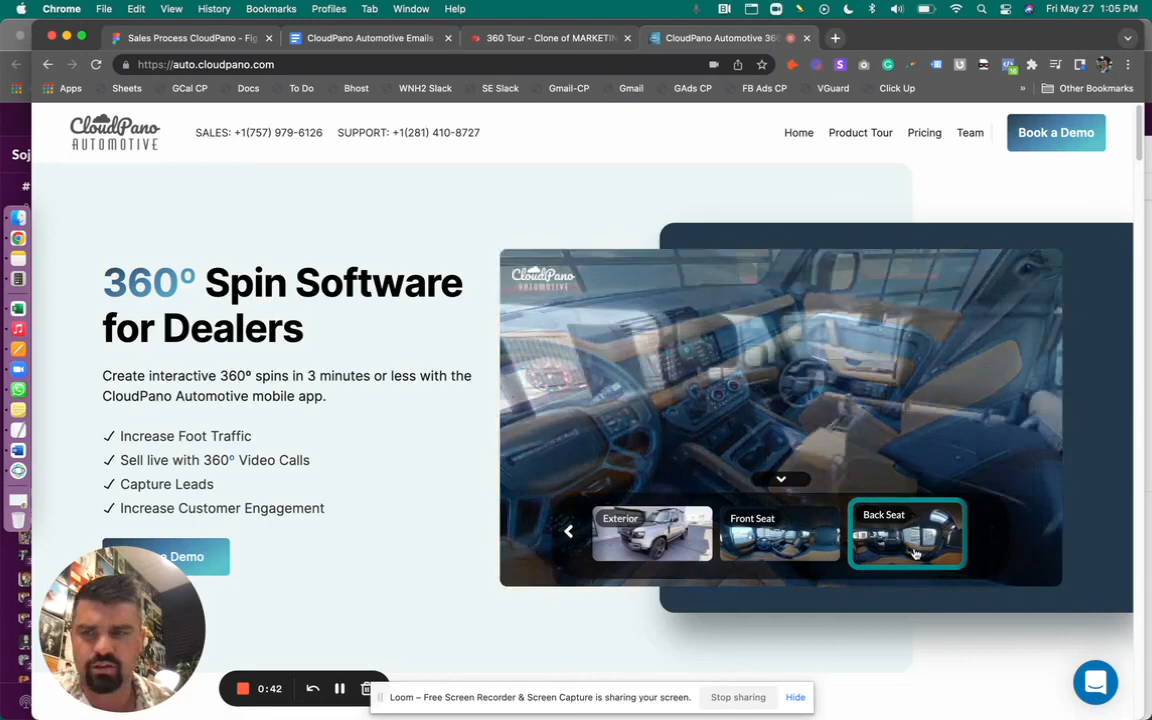 Chrome File Edit View History Bookmarks Profiles Tab Window Help
Fri May 27 1:05 PM
Sales Process CloudPano - Fig
CloudPano Automotive Emails
360 Tour - Clone of MARKETIN
CloudPano Automotive 360
https://auto.cloudpano.com
16
Apps Sheets GCal CP Docs To Do Bhost WNH2 Slack SE Slack Gmail-CP Gmail GAds CP FB Ads CP VGuard Click Up » Other Bookmarks
CloudPano
AUTOMOTIVE
SALES: +1(757) 979-6126 SUPPORT: +1(281) 410-8727
Home Product Tour Pricing Team Book a Demo
Soj
#
360º Spin Software
for Dealers
Create interactive 360º spins in 3 minutes or less with the
CloudPano Automotive mobile app.
✓ Increase Foot Traffic
✓ Sell live with 360º Video Calls
✓ Capture Leads
✓ Increase Customer Engagement
Demo
CloudPano
AUTOMOTIVE
Exterior
Front Seat
Back Seat
0:42
Loom – Free Screen Recorder & Screen Capture is sharing your screen. Stop sharing Hide